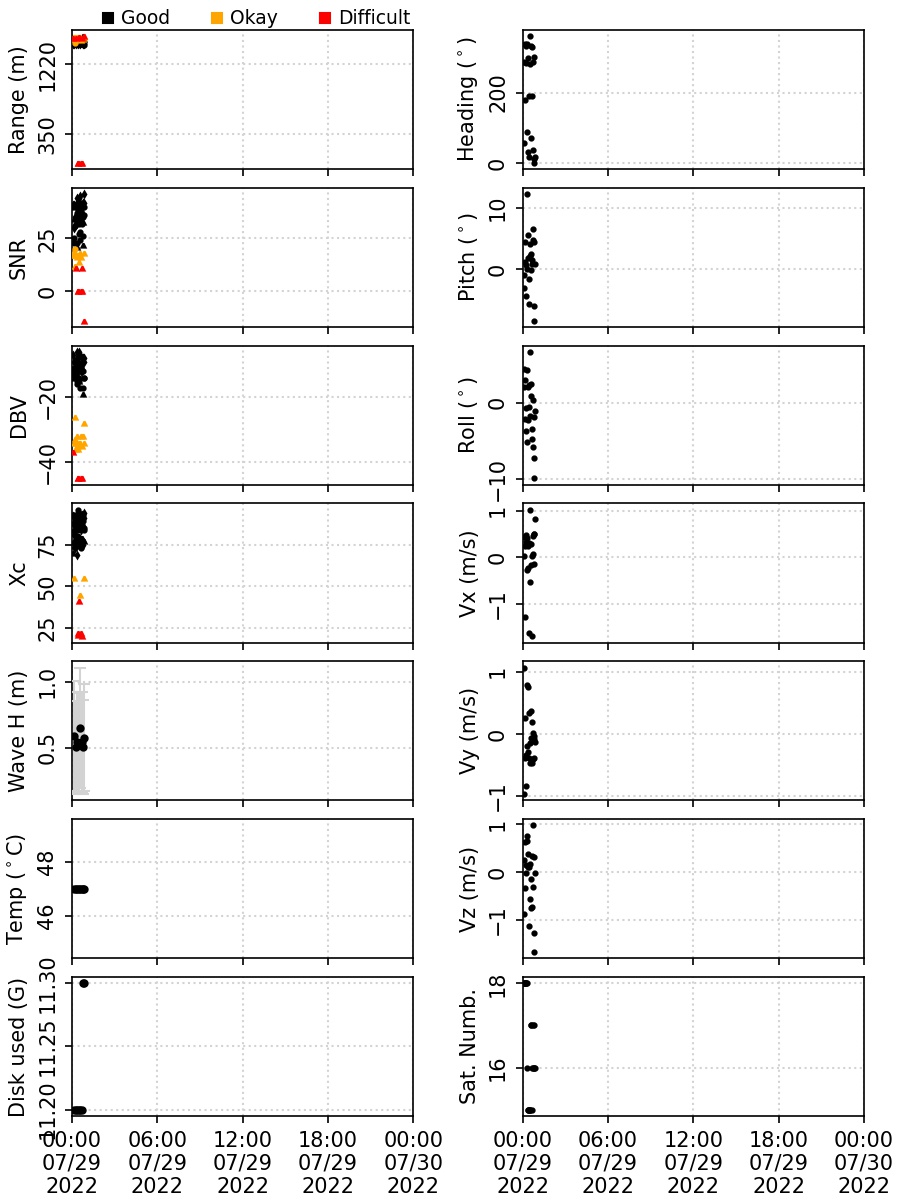 Good Okay Difficult
Range (m)
1220
350
Heading (°)
200
0
SNR
25
0
Pitch (°)
10
0
DBV
−20
−40
Roll (°)
0
−10
Xc
75
50
25
Vx (m/s)
1
0
−1
Wave H (m)
1.0
0.5
Vy (m/s)
1
0
−1
Temp (°C)
48
46
Vz (m/s)
1
0
−1
Disk used (G)
11.30
11.25
11.20
Sat. Numb.
18
16
00:00 06:00 12:00 18:00 00:00
07/29 07/29 07/29 07/29 07/30
2022 2022 2022 2022 2022
00:00 06:00 12:00 18:00 00:00
07/29 07/29 07/29 07/29 07/30
2022 2022 2022 2022 2022